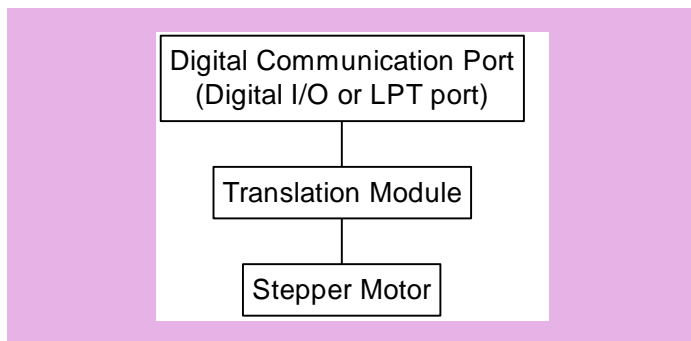 Digital Communication Port
(Digital I/O or LPT port)
Translation Module
Stepper Motor